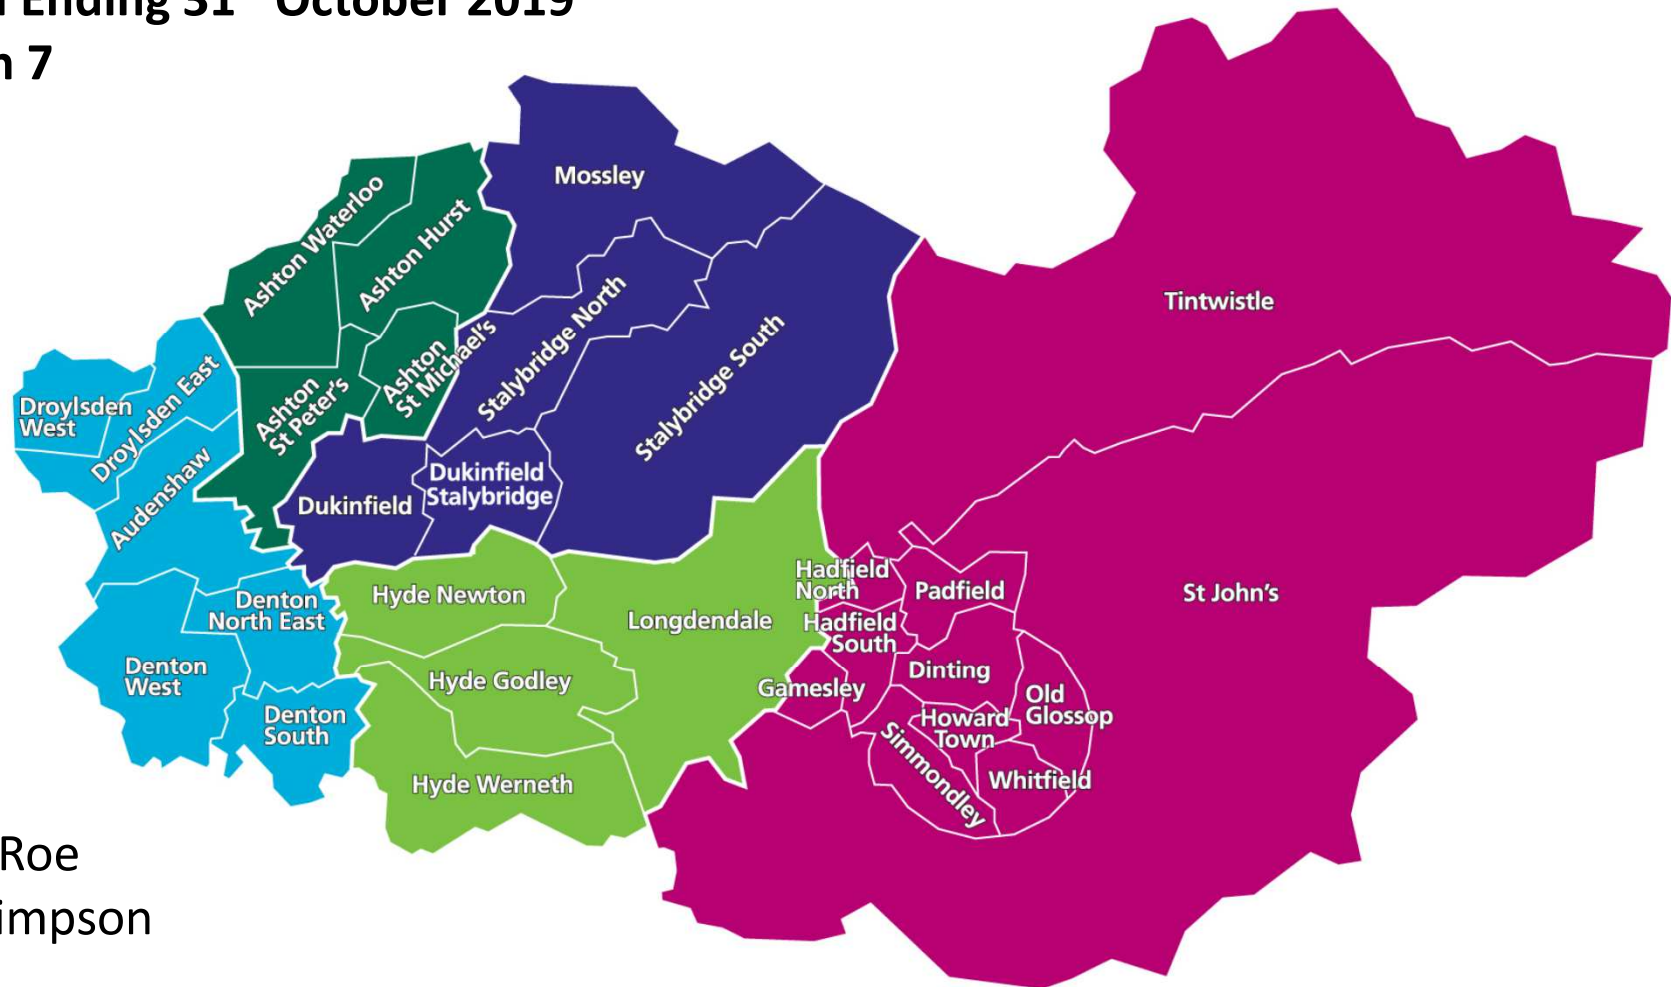 Ending 31 October 2019
7
Mossley
Ashton Waterloo
Ashton Hurst
Tintwistle
Stalybridge North
Ashton
St Michael's
Stalybridge South
Droylsden
West
Droylsden East
Ashton
St Peter's
Audenshaw
Dukinfield
Dukinfield
Stalybridge
Hadfield
North
Padfield
St John's
Denton
North East
Hyde Newton
Longdendale
Hadfield
South
Denton
West
Hyde Godley
Gamesley
Dinting
Old
Glossop
Denton
South
Howard
Town
Simmondley
Whitfield
Hyde Werneth
Roe
impson